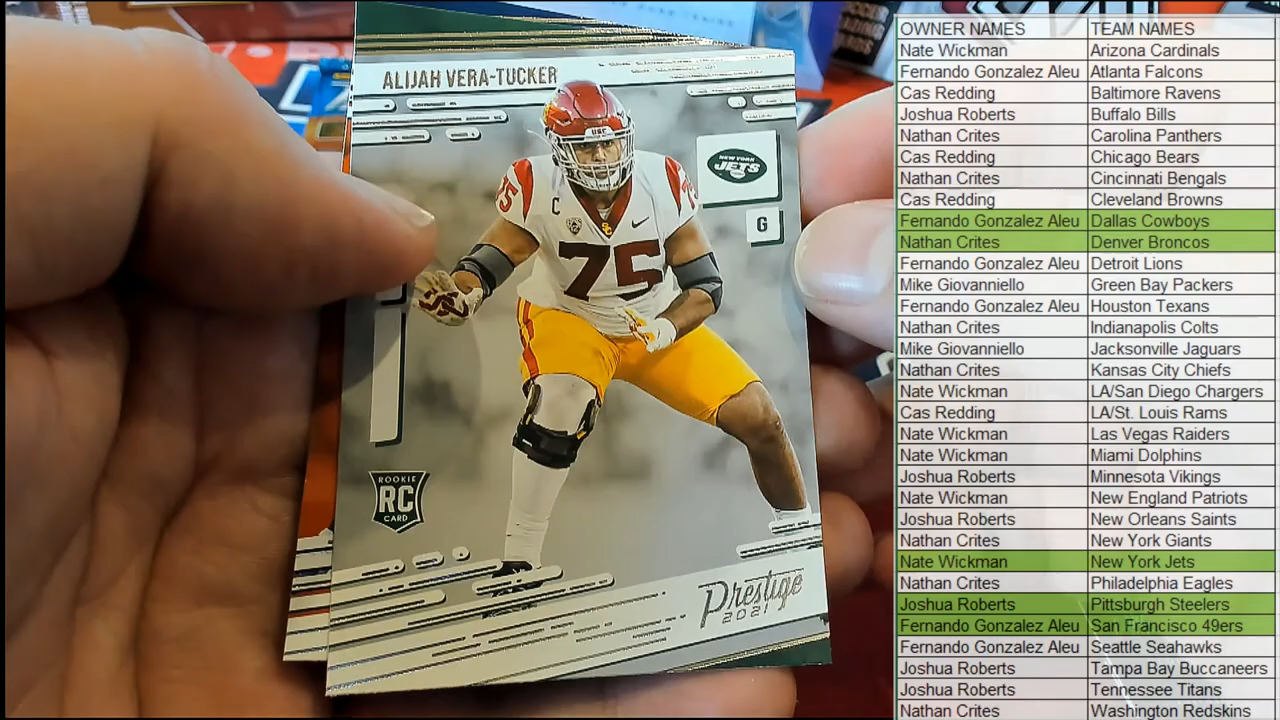 ALIJAH VERA-TUCKER
NEW YORK
JETS
G
USC
75
C
SC
75
75
ROOKIE
RC
CARD
Prestige
2021
OWNER NAMES TEAM NAMES
Nate Wickman Arizona Cardinals
Fernando Gonzalez Aleu Atlanta Falcons
Cas Redding Baltimore Ravens
Joshua Roberts Buffalo Bills
Nathan Crites Carolina Panthers
Cas Redding Chicago Bears
Nathan Crites Cincinnati Bengals
Cas Redding Cleveland Browns
Fernando Gonzalez Aleu Dallas Cowboys
Nathan Crites Denver Broncos
Fernando Gonzalez Aleu Detroit Lions
Mike Giovanniello Green Bay Packers
Fernando Gonzalez Aleu Houston Texans
Nathan Crites Indianapolis Colts
Mike Giovanniello Jacksonville Jaguars
Nathan Crites Kansas City Chiefs
Nate Wickman LA/San Diego Chargers
Cas Redding LA/St. Louis Rams
Nate Wickman Las Vegas Raiders
Nate Wickman Miami Dolphins
Joshua Roberts Minnesota Vikings
Nate Wickman New England Patriots
Joshua Roberts New Orleans Saints
Nathan Crites New York Giants
Nate Wickman New York Jets
Nathan Crites Philadelphia Eagles
Joshua Roberts Pittsburgh Steelers
Fernando Gonzalez Aleu San Francisco 49ers
Fernando Gonzalez Aleu Seattle Seahawks
Joshua Roberts Tampa Bay Buccaneers
Joshua Roberts Tennessee Titans
Nathan Crites Washington Redskins